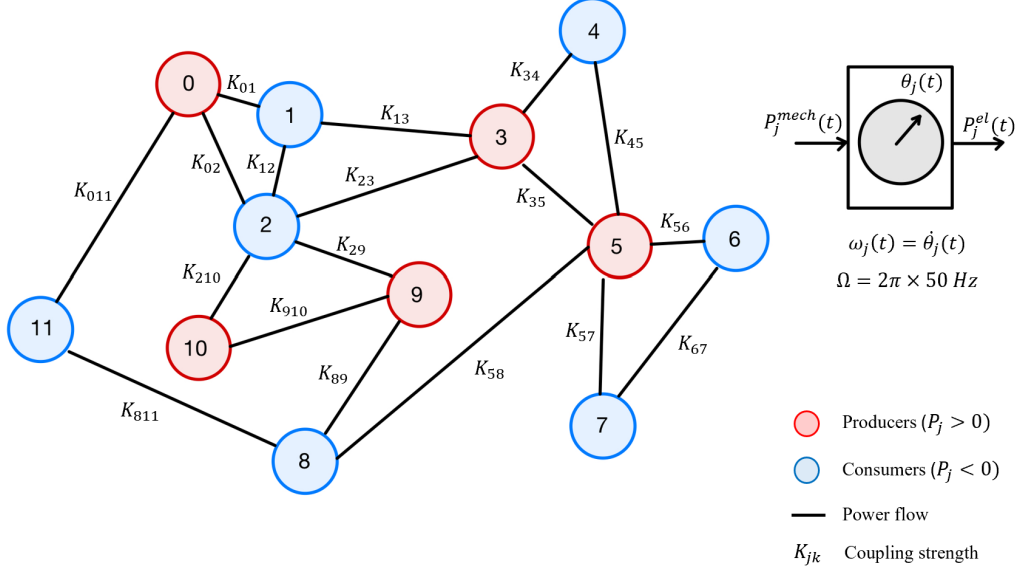 0
K₀₁
1
K₁₃
K₀₂
K₁₂
K₀₁₁
2
K₂₃
3
K₃₄
4
K₄₅
K₃₅
5
K₅₆
6
K₂₉
K₂₁₀
9
K₉₁₀
10
11
K₈₁₁
K₈₉
8
K₅₈
K₅₇
K₆₇
7
θⱼ(t)
Pⱼᵐᵉᶜʰ(t)
Pⱼᵉˡ(t)
ωⱼ(t) = θ̇ⱼ(t)
Ω = 2π × 50 Hz
Producers (Pⱼ > 0)
Consumers (Pⱼ < 0)
Power flow
Kⱼₖ Coupling strength